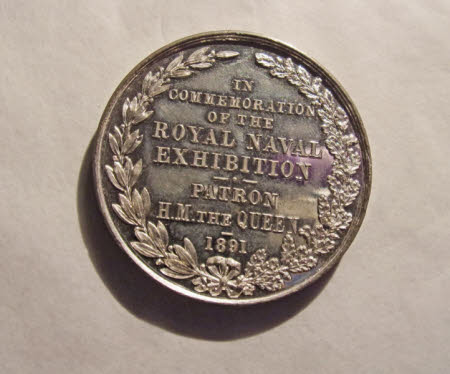 IN
COMMEMORATION
OF THE
ROYAL NAVAL
EXHIBITION
PATRON
H.M. THE QUEEN
1891